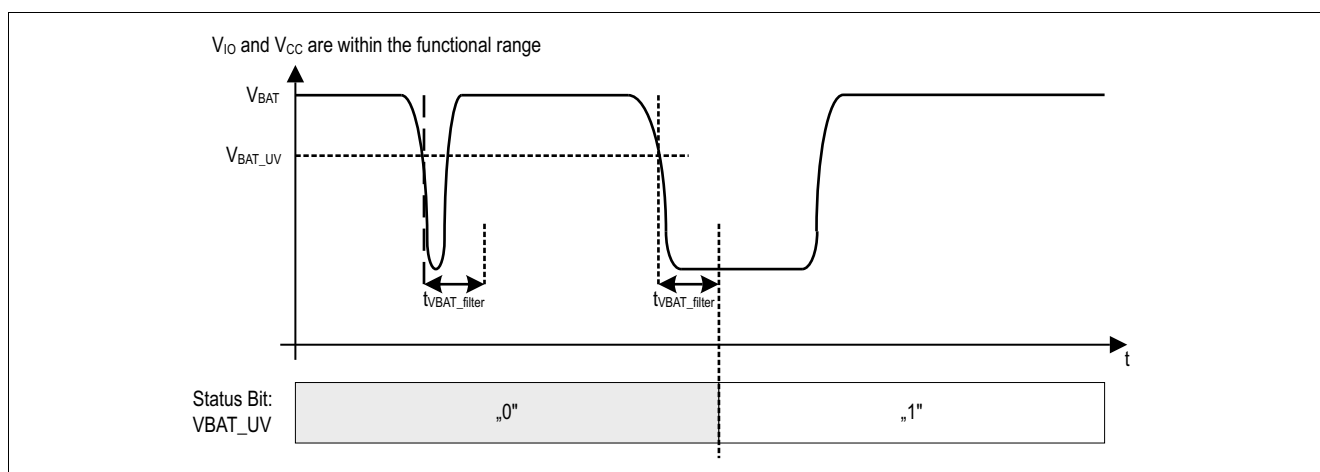 VIO and VCC are within the functional range
VBAT
VBAT_UV
tVBAT_filter
tVBAT_filter
t
Status Bit:
VBAT_UV
„0"
„1"